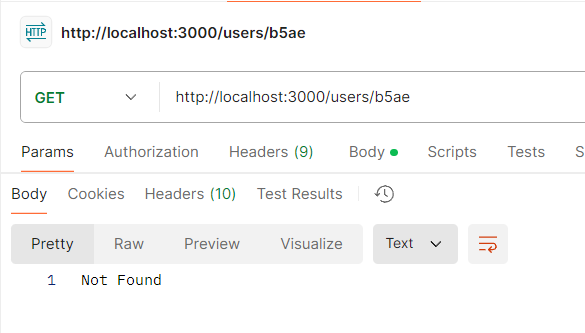 HTTP http://localhost:3000/users/b5ae
GET http://localhost:3000/users/b5ae
Params Authorization Headers (9) Body Scripts Tests S
Body Cookies Headers (10) Test Results
Pretty Raw Preview Visualize Text
1 Not Found